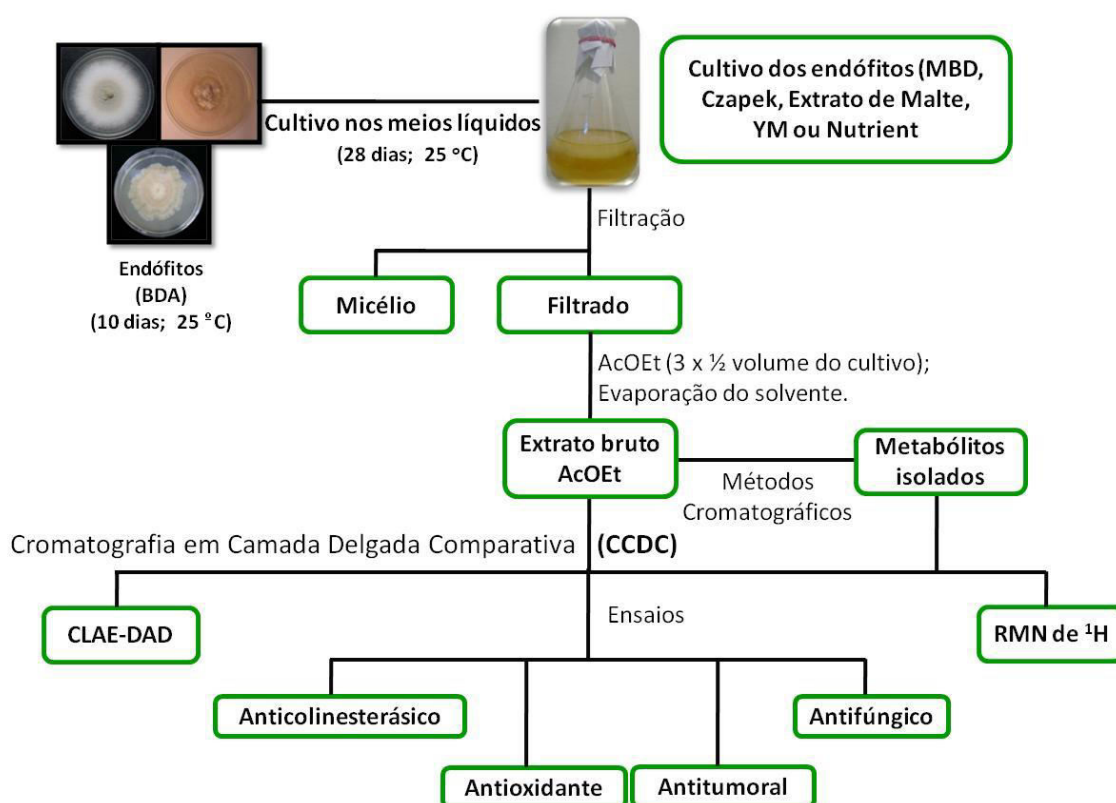 Cultivo dos endófitos (MBD,
Czapek, Extrato de Malte,
YM ou Nutrient
Cultivo nos meios líquidos
(28 dias; 25 °C)
Endófitos
(BDA)
(10 dias; 25 ºC)
Filtração
Micélio
Filtrado
AcOEt (3 x ½ volume do cultivo);
Evaporação do solvente.
Extrato bruto
AcOEt
Métodos
Cromatográficos
Metabólitos
isolados
Cromatografia em Camada Delgada Comparativa (CCDC)
CLAE-DAD
Ensaios
RMN de ¹H
Anticolinesterásico
Antifúngico
Antioxidante
Antitumoral